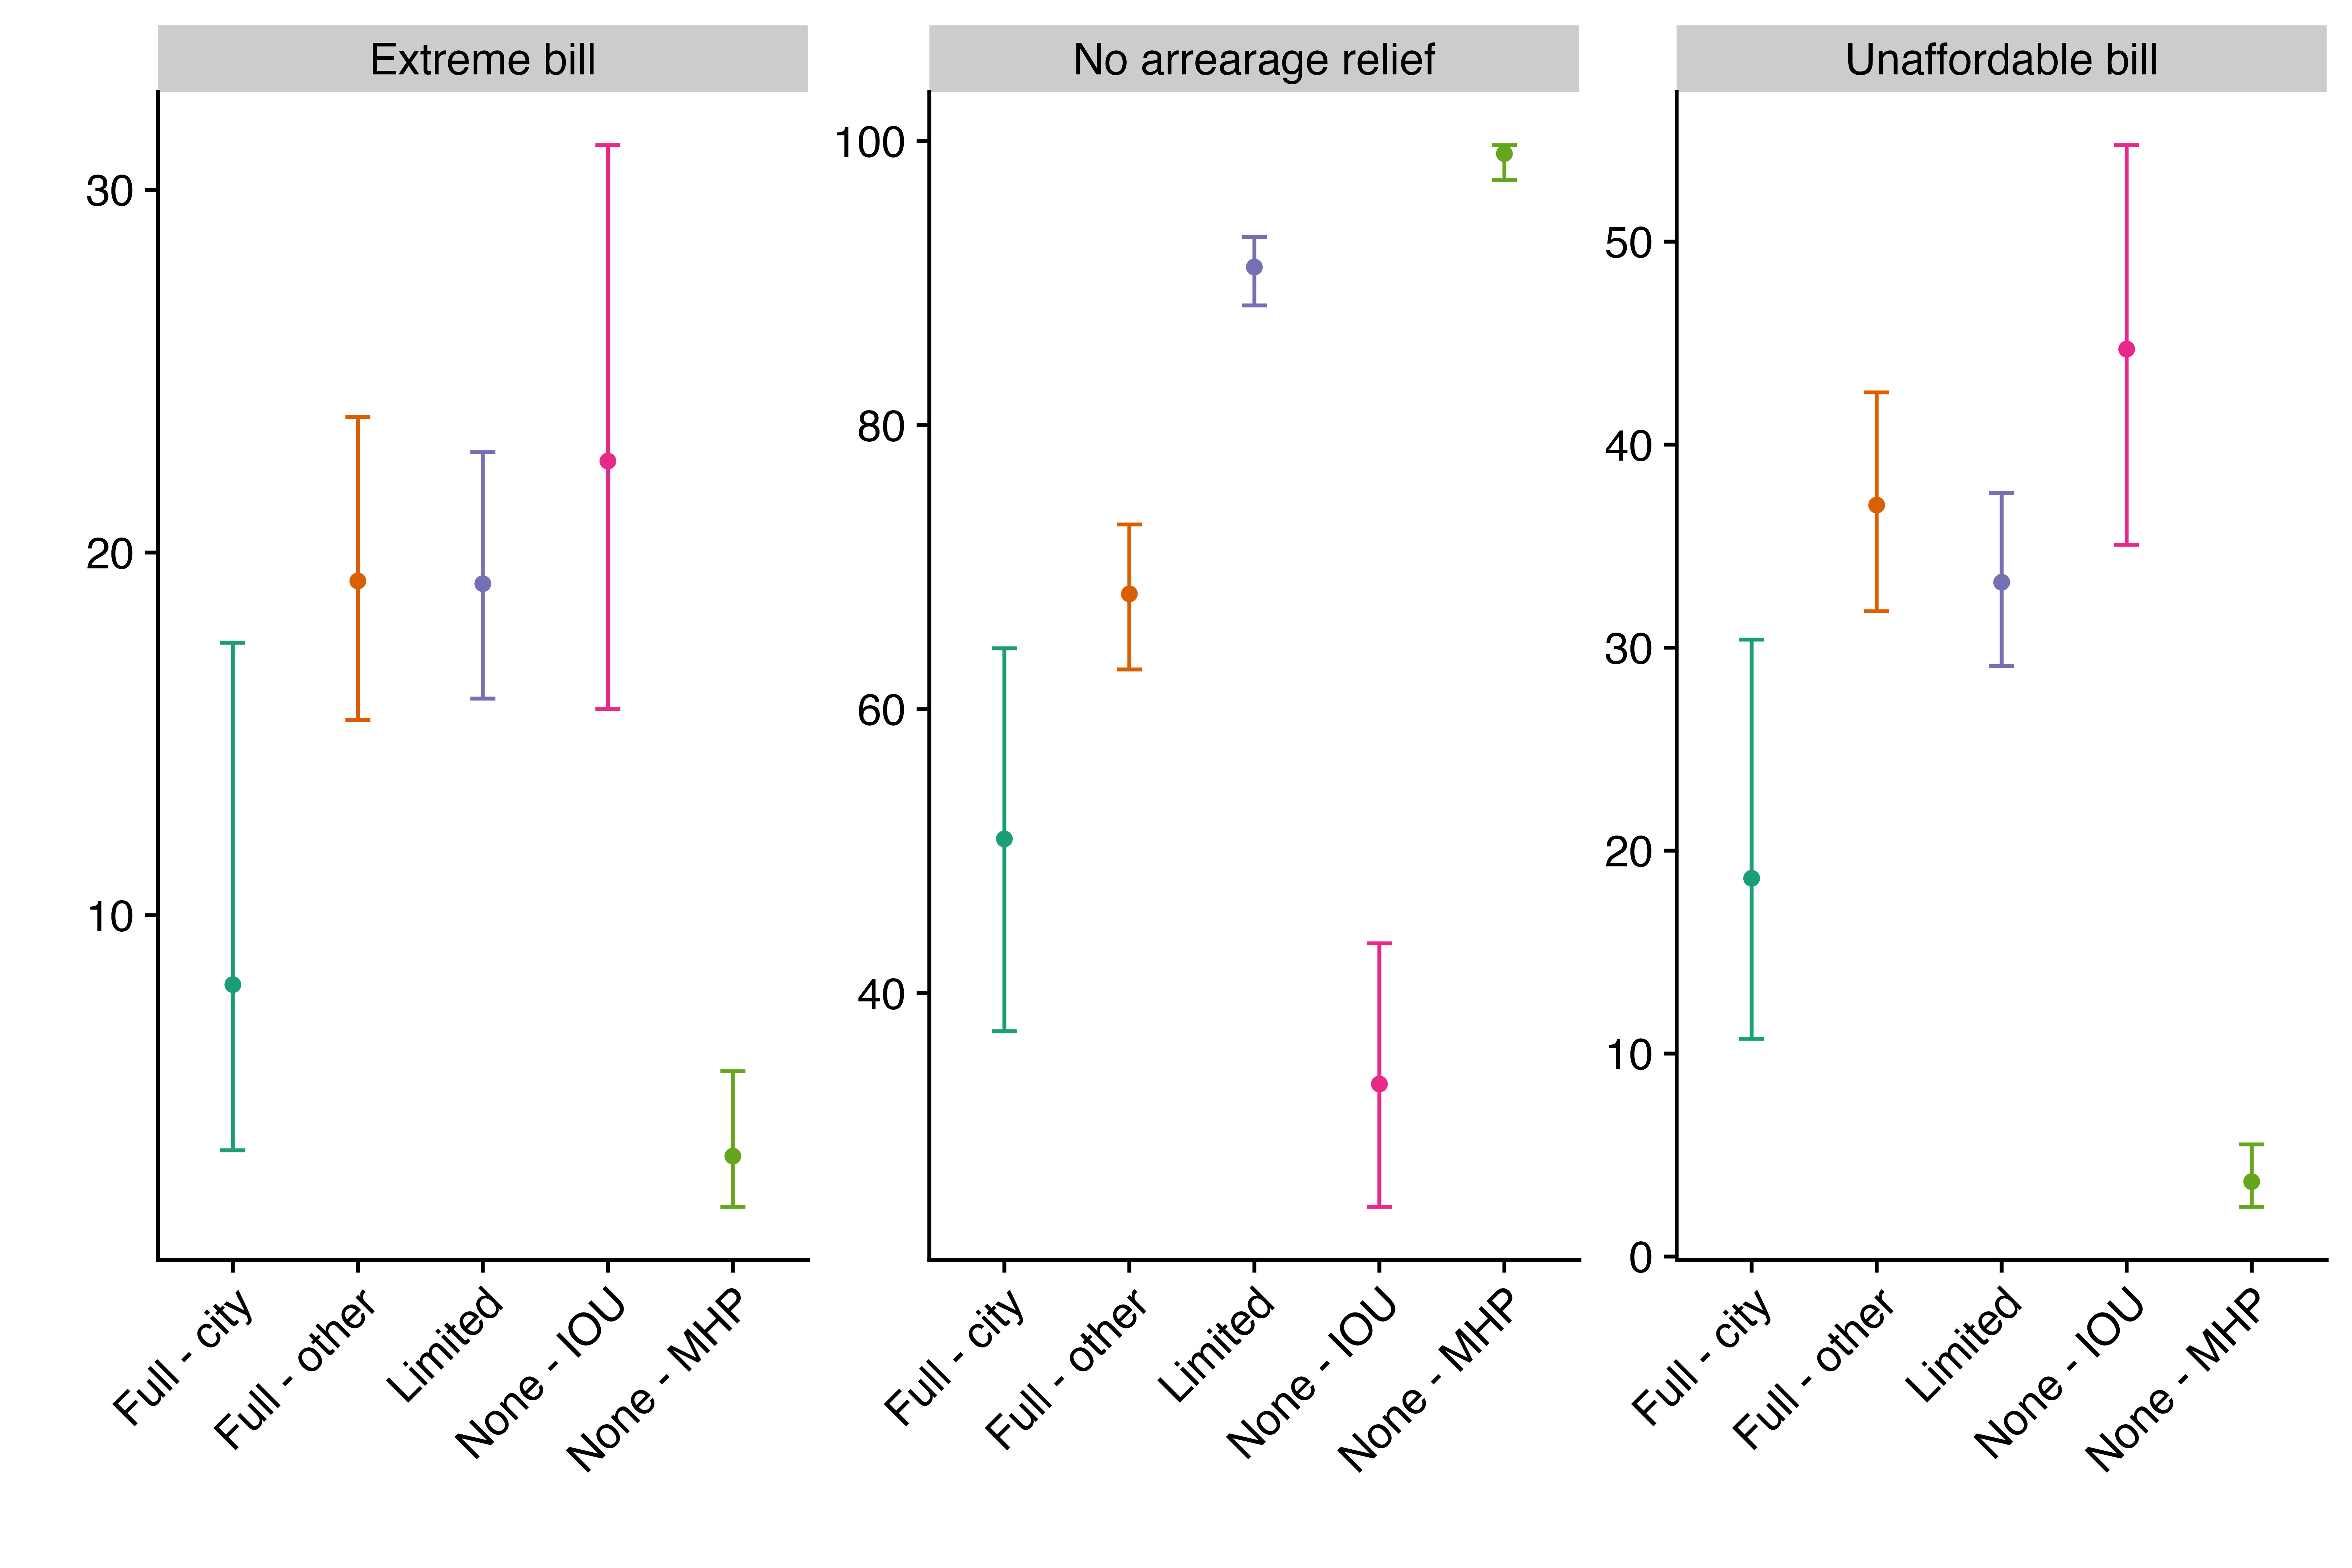 Extreme bill
No arrearage relief
Unaffordable bill
30
20
10
100
80
60
40
50
40
30
20
10
0
Full - city
Full - other
Limited
None - IOU
None - MHP
Full - city
Full - other
Limited
None - IOU
None - MHP
Full - city
Full - other
Limited
None - IOU
None - MHP